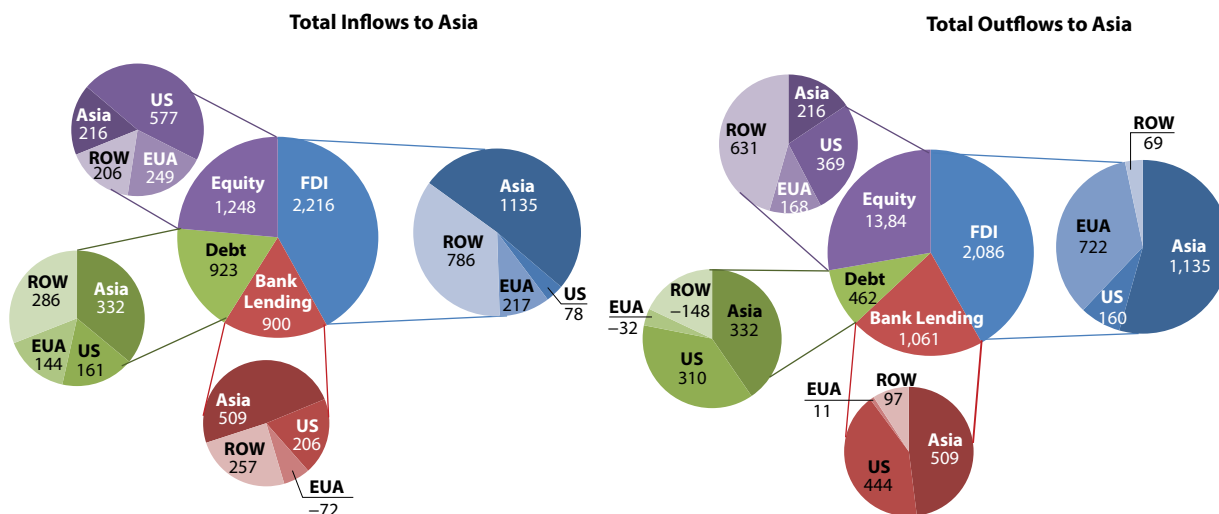 Total Inflows to Asia
US
577
Asia
216
ROW
206
EUA
249
Equity
1,248
FDI
2,216
Debt
923
Bank
Lending
900
Asia
1135
ROW
786
EUA
217
US
78
ROW
286
Asia
332
EUA
144
US
161
Asia
509
US
206
ROW
257
EUA
−72
Total Outflows to Asia
Asia
216
ROW
631
US
369
EUA
168
Equity
13,84
FDI
2,086
Debt
462
Bank Lending
1,061
ROW
69
EUA
722
Asia
1,135
US
160
ROW
−148
EUA
−32
Asia
332
US
310
ROW
97
EUA
11
Asia
509
US
444